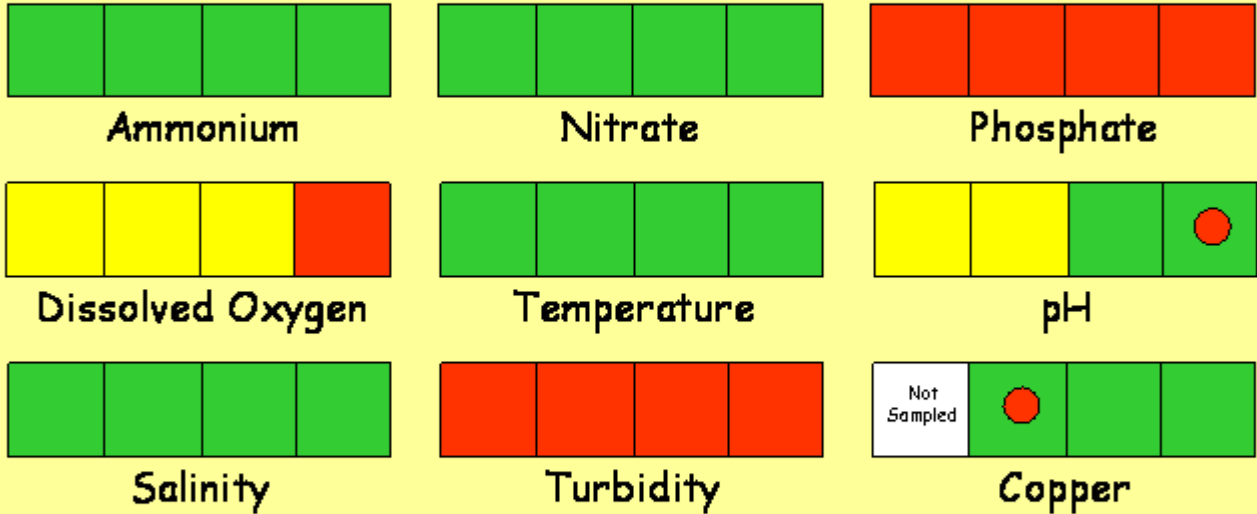 Ammonium
Nitrate
Phosphate
Dissolved Oxygen
Temperature
pH
Not
Sampled
Salinity
Turbidity
Copper